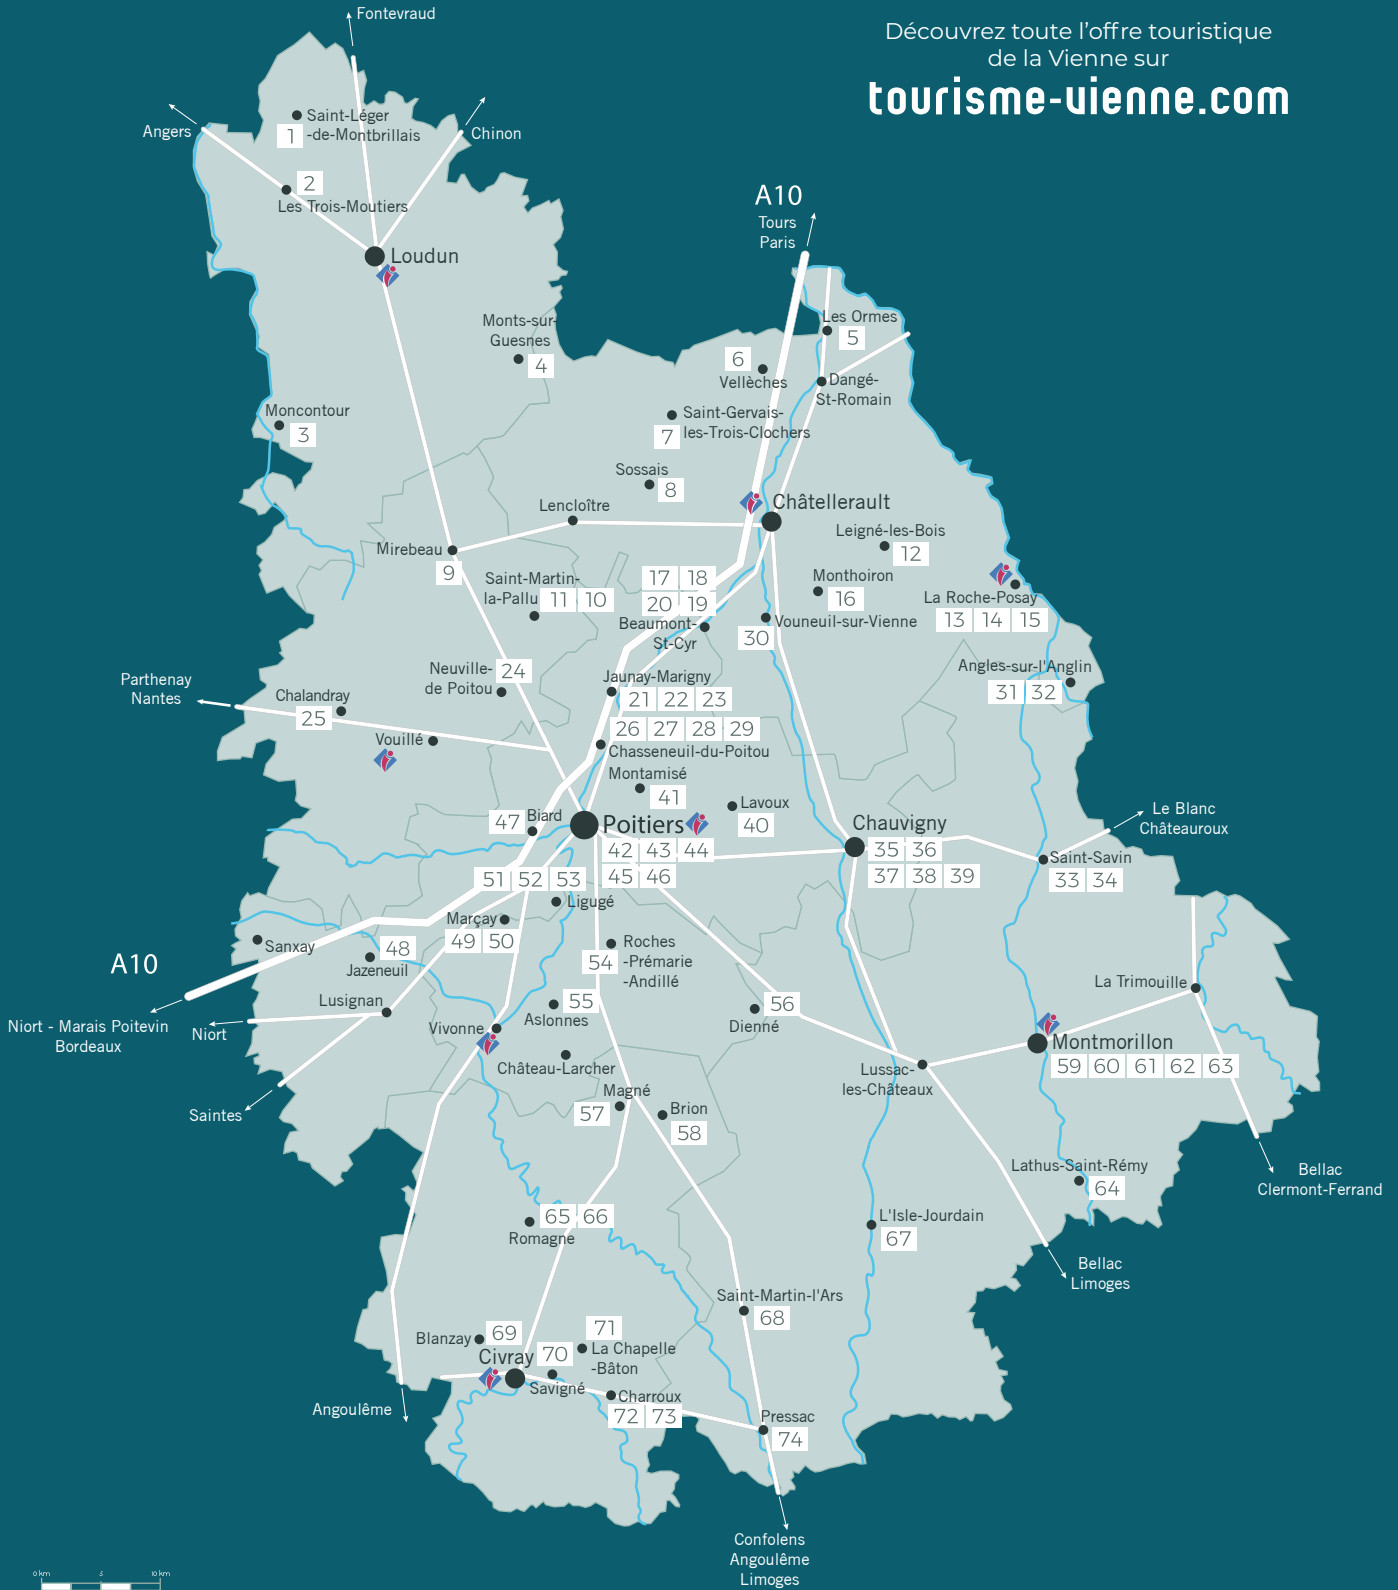 Fontevraud
Découvrez toute l'offre touristique
de la Vienne sur
tourisme-vienne.com
Angers
Saint-Léger
-de-Montbrillais
1
Chinon
2
Les Trois-Moutiers
A10
Tours
Paris
Loudun
Monts-sur-
Guesnes
4
Les Ormes
5
6
Vellèches
Dangé-
St-Romain
Moncontour
3
Saint-Gervais-
les-Trois-Clochers
7
Sossais
8
Lencloître
Châtellerault
Leigné-les-Bois
12
Mirebeau
9
Saint-Martin-
la-Pallu
11 10
17 18
20 19
Beaumont-
St-Cyr
Monthoiron
16
La Roche-Posay
13 14 15
Vouneuil-sur-Vienne
30
Neuville-
de Poitou
24
Parthenay
Nantes
Chalandray
25
Vouillé
Jaunay-Marigny
21 22 23
26 27 28 29
Chasseneuil-du-Poitou
Angles-sur-l'Anglin
31 32
Montamisé
41
Lavoux
40
47
Biard
Poitiers
42 43 44
45 46
Chauvigny
35 36
37 38 39
Le Blanc
Châteauroux
Saint-Savin
33 34
51 52 53
Ligugé
Marçay
49 50
Sanxay
48
Jazeneuil
A10
Roches
-Prémarie
-Andillé
54
Lusignan
Niort - Marais Poitevin
Bordeaux
Niort
Vivonne
55
Aslonnes
56
Dienné
La Trimouille
Montmorillon
59 60 61 62 63
Château-Larcher
Lussac-
les-Châteaux
Saintes
Magné
57
Brion
58
Lathus-Saint-Rémy
64
Bellac
Clermont-Ferrand
65 66
Romagne
L'Isle-Jourdain
67
Bellac
Limoges
Saint-Martin-l'Ars
68
Blanzay
69
Civray
70
Savigné
71
La Chapelle
-Bâton
Charroux
72 73
Angoulême
Pressac
74
Confolens
Angoulême
Limoges
0 km 5 10 km